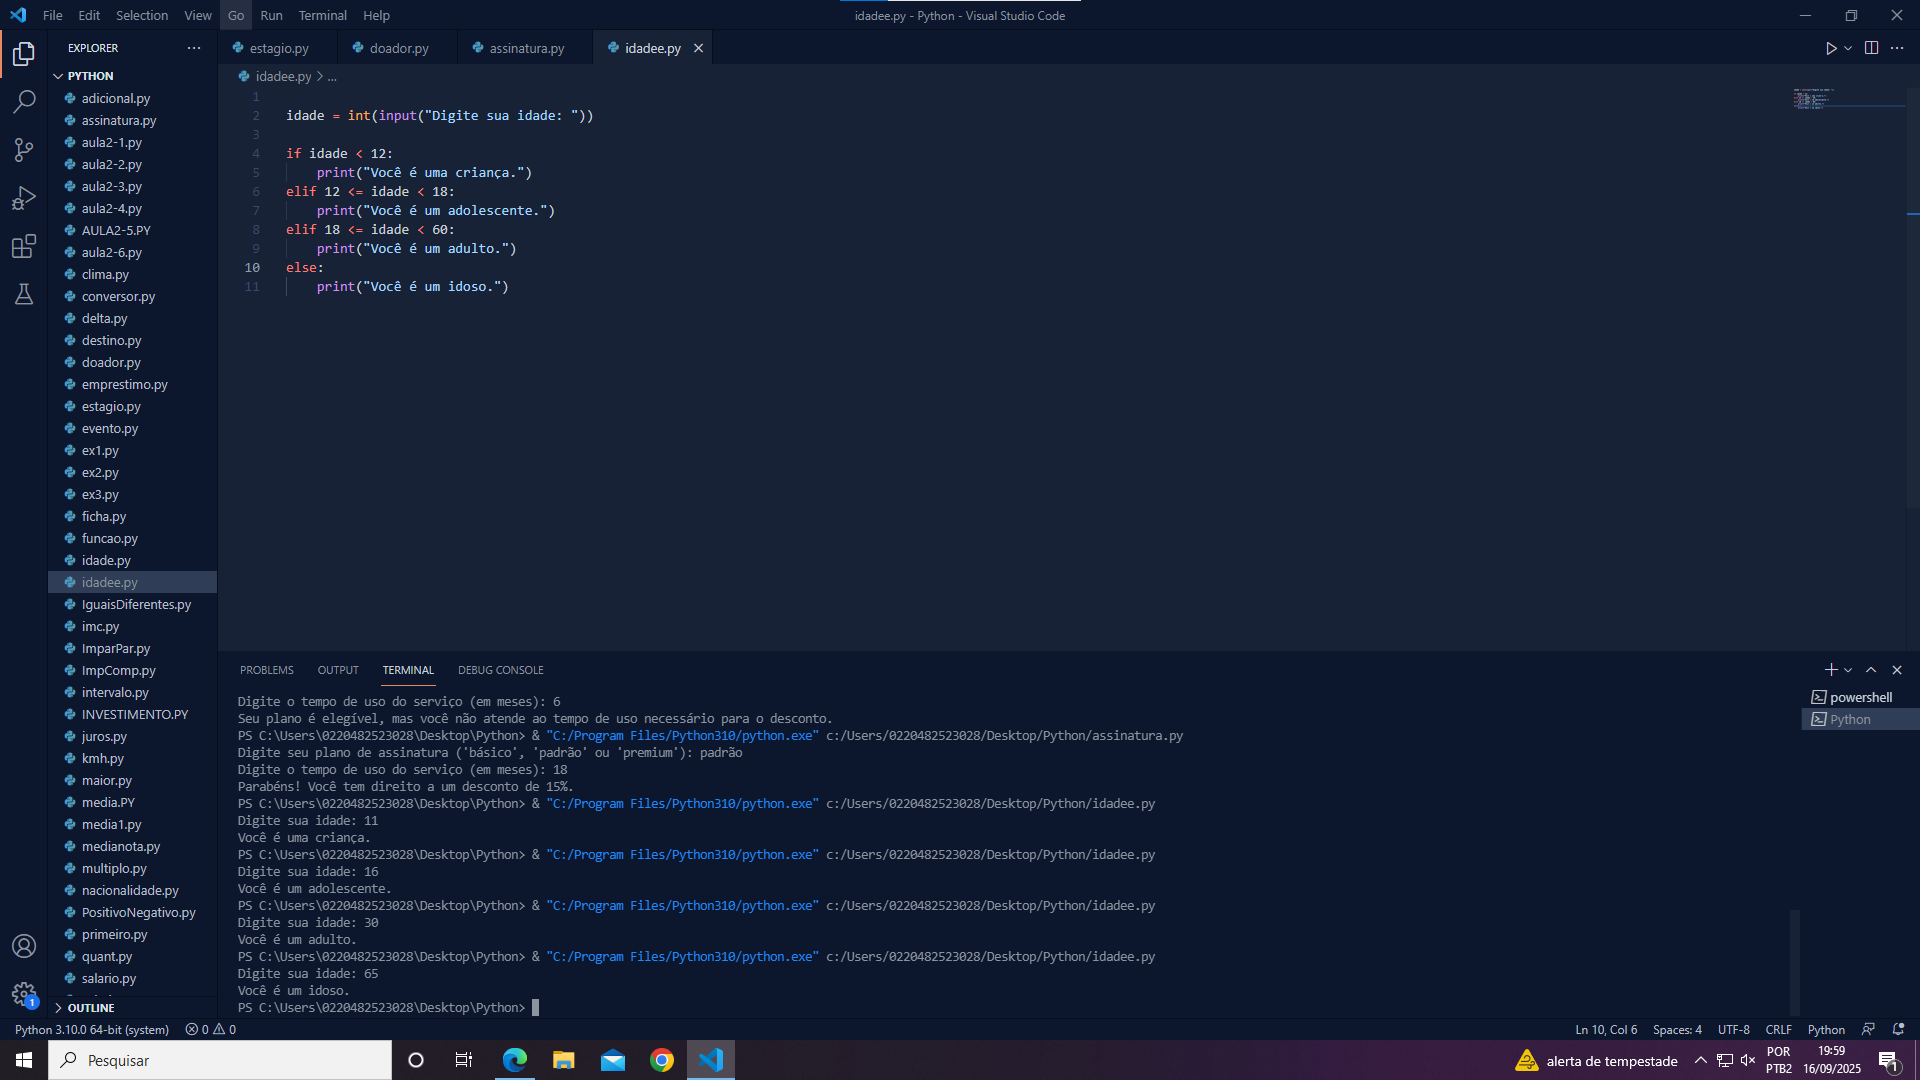 File Edit Selection View Go Run Terminal Help
idadee.py - Python - Visual Studio Code
EXPLORER
PYTHON
adicional.py
assinatura.py
aula2-1.py
aula2-2.py
aula2-3.py
aula2-4.py
AULA2-5.PY
aula2-6.py
clima.py
conversor.py
delta.py
destino.py
doador.py
emprestimo.py
estagio.py
evento.py
ex1.py
ex2.py
ex3.py
ficha.py
funcao.py
idade.py
idadee.py
IguaisDiferentes.py
imc.py
ImparPar.py
ImpComp.py
intervalo.py
INVESTIMENTO.PY
juros.py
kmh.py
maior.py
media.PY
media1.py
medianota.py
multiplo.py
nacionalidade.py
PositivoNegativo.py
primeiro.py
quant.py
salario.py
OUTLINE
estagio.py doador.py assinatura.py idadee.py
idadee.py > ...
1
2 idade = int(input("Digite sua idade: "))
3
4 if idade < 12:
5 print("Você é uma criança.")
6 elif 12 <= idade < 18:
7 print("Você é um adolescente.")
8 elif 18 <= idade < 60:
9 print("Você é um adulto.")
10 else:
11 print("Você é um idoso.")
PROBLEMS OUTPUT TERMINAL DEBUG CONSOLE
Digite o tempo de uso do serviço (em meses): 6
Seu plano é elegível, mas você não atende ao tempo de uso necessário para o desconto.
PS C:\Users\0220482523028\Desktop\Python> & "C:/Program Files/Python310/python.exe" c:/Users/0220482523028/Desktop/Python/assinatura.py
Digite seu plano de assinatura ('básico', 'padrão' ou 'premium'): padrão
Digite o tempo de uso do serviço (em meses): 18
Parabéns! Você tem direito a um desconto de 15%.
PS C:\Users\0220482523028\Desktop\Python> & "C:/Program Files/Python310/python.exe" c:/Users/0220482523028/Desktop/Python/idadee.py
Digite sua idade: 11
Você é uma criança.
PS C:\Users\0220482523028\Desktop\Python> & "C:/Program Files/Python310/python.exe" c:/Users/0220482523028/Desktop/Python/idadee.py
Digite sua idade: 16
Você é um adolescente.
PS C:\Users\0220482523028\Desktop\Python> & "C:/Program Files/Python310/python.exe" c:/Users/0220482523028/Desktop/Python/idadee.py
Digite sua idade: 30
Você é um adulto.
PS C:\Users\0220482523028\Desktop\Python> & "C:/Program Files/Python310/python.exe" c:/Users/0220482523028/Desktop/Python/idadee.py
Digite sua idade: 65
Você é um idoso.
PS C:\Users\0220482523028\Desktop\Python>
powershell
Python
1
Python 3.10.0 64-bit (system) 0 0
Ln 10, Col 6 Spaces: 4 UTF-8 CRLF Python
Pesquisar
alerta de tempestade
POR
PTB2
19:59
16/09/2025
1